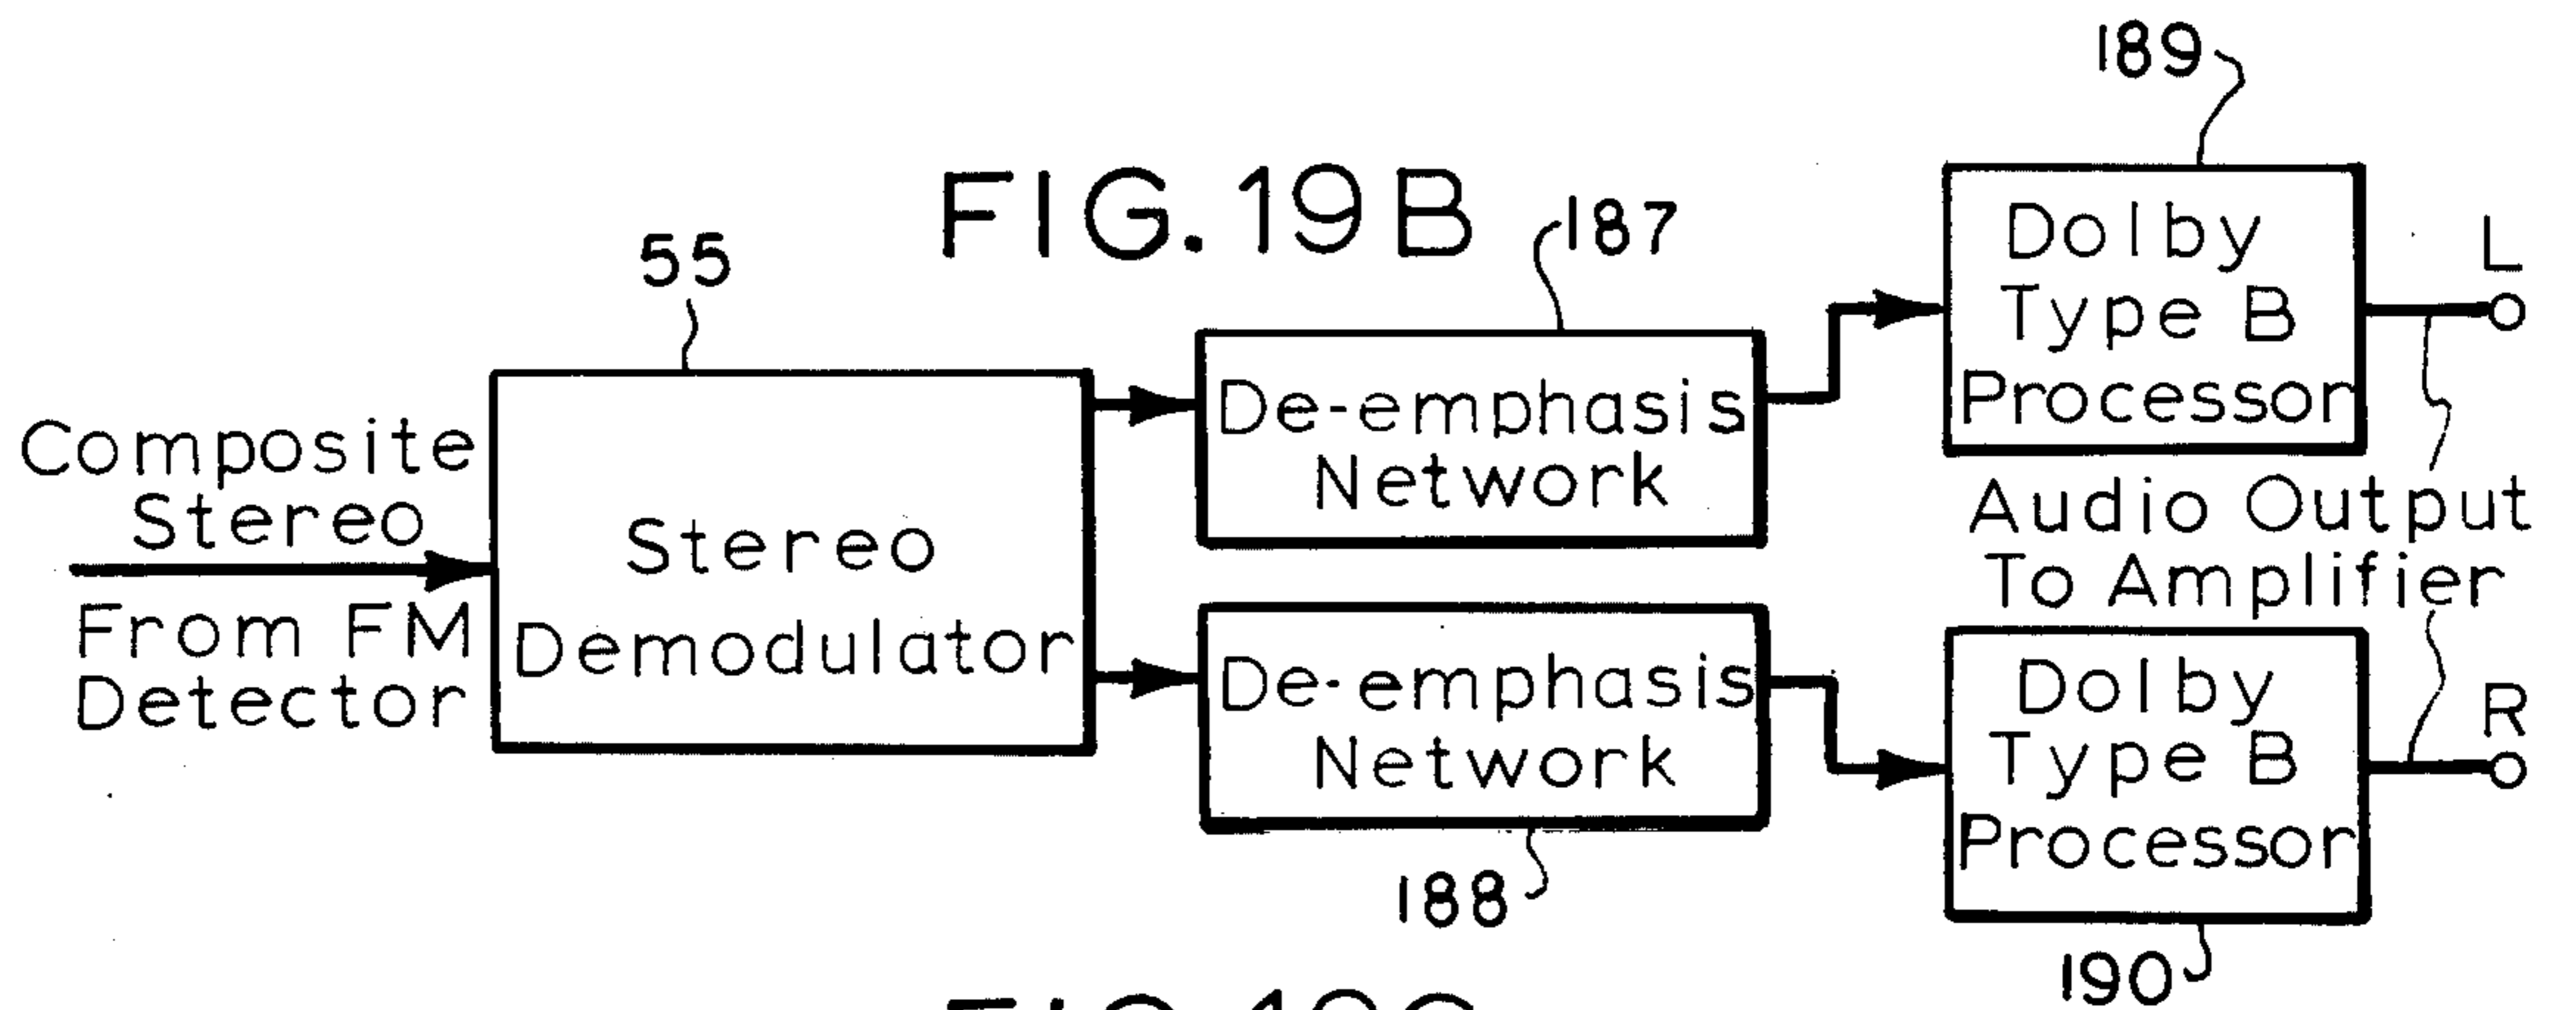 FIG. 19B
55
187
189
Composite
Stereo
From FM
Detector
Stereo
Demodulator
De-emphasis
Network
De-emphasis
Network
188
Dolby
Type B
Processor
L
Audio Output
To Amplifier
Dolby
Type B
Processor
R
190